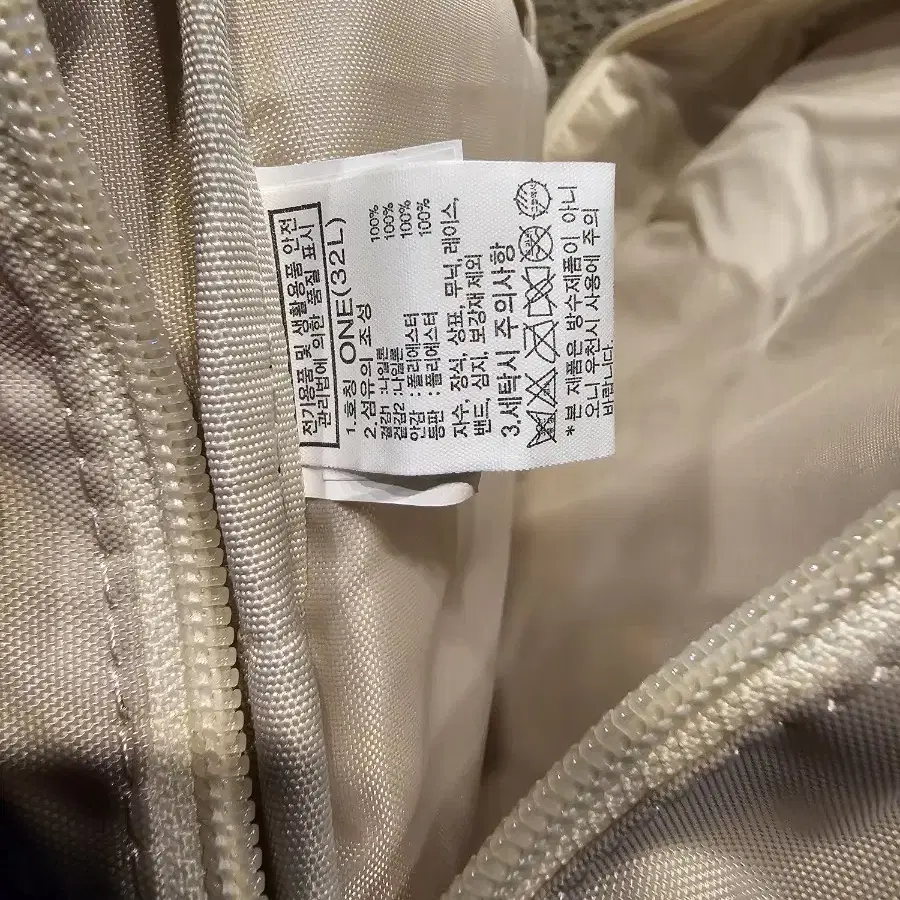 전기용품 및 생활용품 안전
관리법에 의한 품질 표시
1. 호칭 ONE(32L)
2. 섬유의 조성
겉감1 : 나일론 100%
겉감2 : 나일론 100%
안감 : 폴리에스터 100%
등판 : 폴리에스터 100%
자수, 장식, 상표, 무늬, 레이스,
밴드, 심지, 보강재 제외
3.세탁시 주의사항
*본 제품은 방수제품이 아니
오니 우천시 사용에 주의
바랍니다.